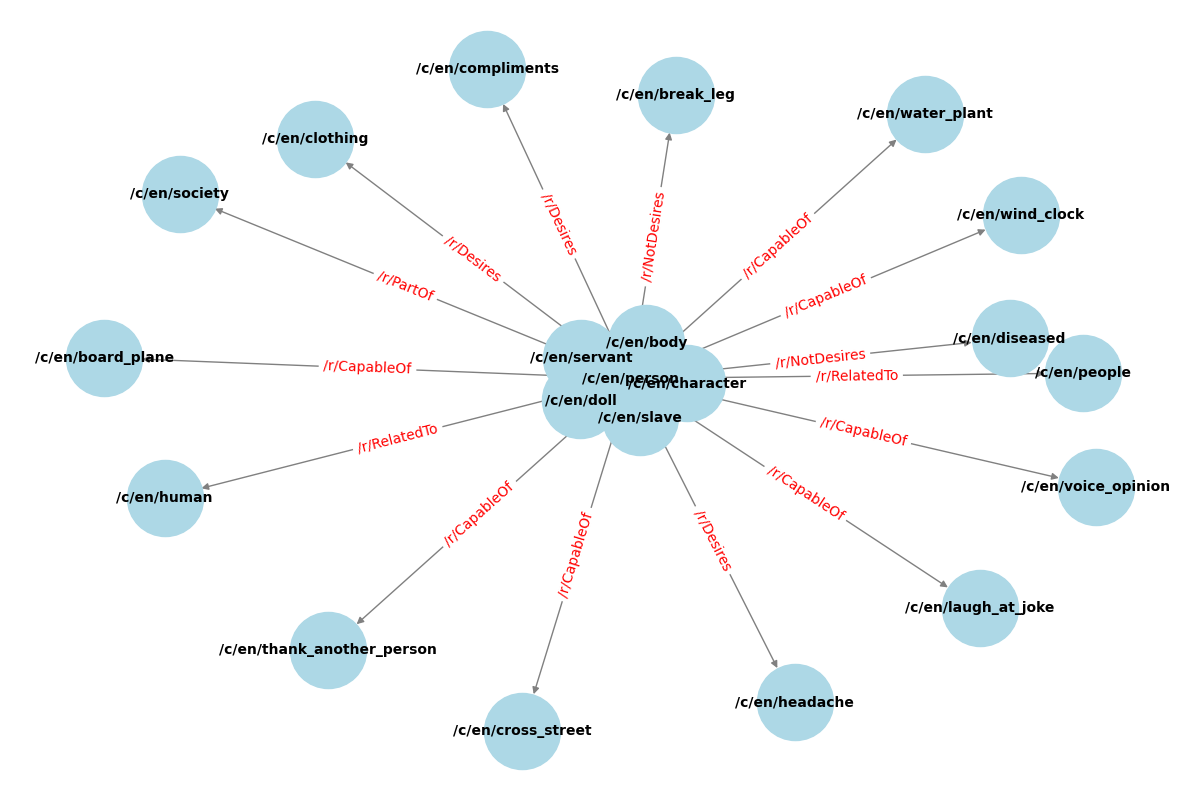 /c/en/compliments
/c/en/break_leg
/c/en/water_plant
/c/en/clothing
/c/en/society
/c/en/wind_clock
/r/Desires
/r/NotDesires
/r/CapableOf
/r/Desires
/r/PartOf
/r/CapableOf
/c/en/diseased
/c/en/body
/c/en/board_plane
/c/en/servant
/r/NotDesires
/r/CapableOf
/c/en/people
/r/RelatedTo
/c/en/person
/c/en/character
/c/en/doll
/c/en/slave
/r/CapableOf
/r/RelatedTo
/c/en/voice_opinion
/c/en/human
/r/CapableOf
/r/CapableOf
/r/Desires
/r/CapableOf
/c/en/laugh_at_joke
/c/en/thank_another_person
/c/en/headache
/c/en/cross_street